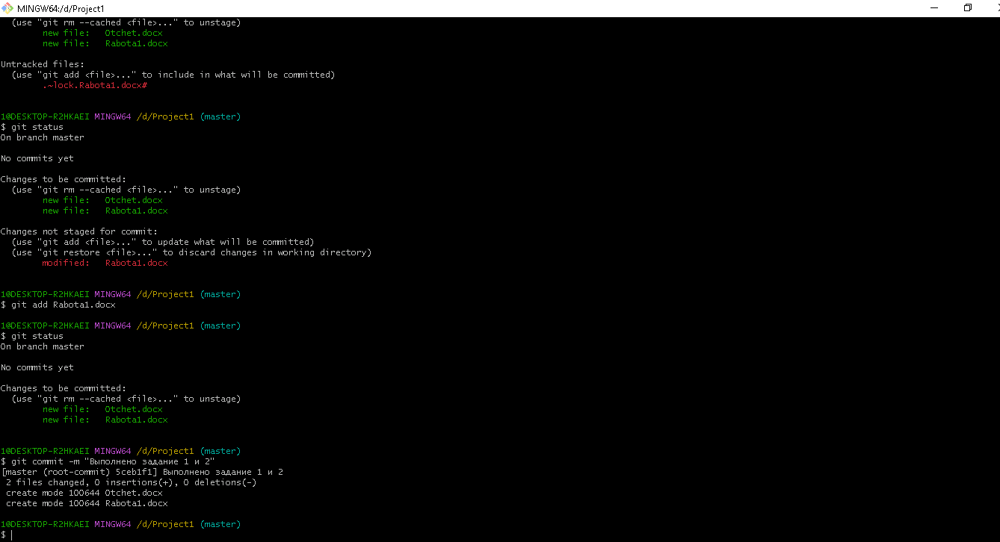 MINGW64:/d/Project1
(use "git rm --cached <file>..." to unstage)
new file:   Otchet.docx
new file:   Rabota1.docx
Untracked files:
(use "git add <file>..." to include in what will be committed)
.~lock.Rabota1.docx#
1@DESKTOP-R2HKAEI MINGW64 /d/Project1 (master)
$ git status
On branch master
No commits yet
Changes to be committed:
(use "git rm --cached <file>..." to unstage)
new file:   Otchet.docx
new file:   Rabota1.docx
Changes not staged for commit:
(use "git add <file>..." to update what will be committed)
(use "git restore <file>..." to discard changes in working directory)
modified:   Rabota1.docx
1@DESKTOP-R2HKAEI MINGW64 /d/Project1 (master)
$ git add Rabota1.docx
1@DESKTOP-R2HKAEI MINGW64 /d/Project1 (master)
$ git status
On branch master
No commits yet
Changes to be committed:
(use "git rm --cached <file>..." to unstage)
new file:   Otchet.docx
new file:   Rabota1.docx
1@DESKTOP-R2HKAEI MINGW64 /d/Project1 (master)
$ git commit -m "Выполнено задание 1 и 2"
[master (root-commit) 5ceb1f1] Выполнено задание 1 и 2
2 files changed, 0 insertions(+), 0 deletions(-)
create mode 100644 Otchet.docx
create mode 100644 Rabota1.docx
1@DESKTOP-R2HKAEI MINGW64 /d/Project1 (master)
$